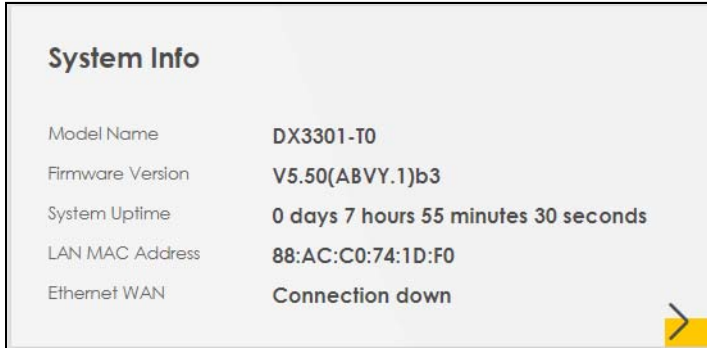 System Info
Model Name DX3301-T0
Firmware Version V5.50(ABVY.1)b3
System Uptime 0 days 7 hours 55 minutes 30 seconds
LAN MAC Address 88:AC:C0:74:1D:F0
Ethernet WAN Connection down